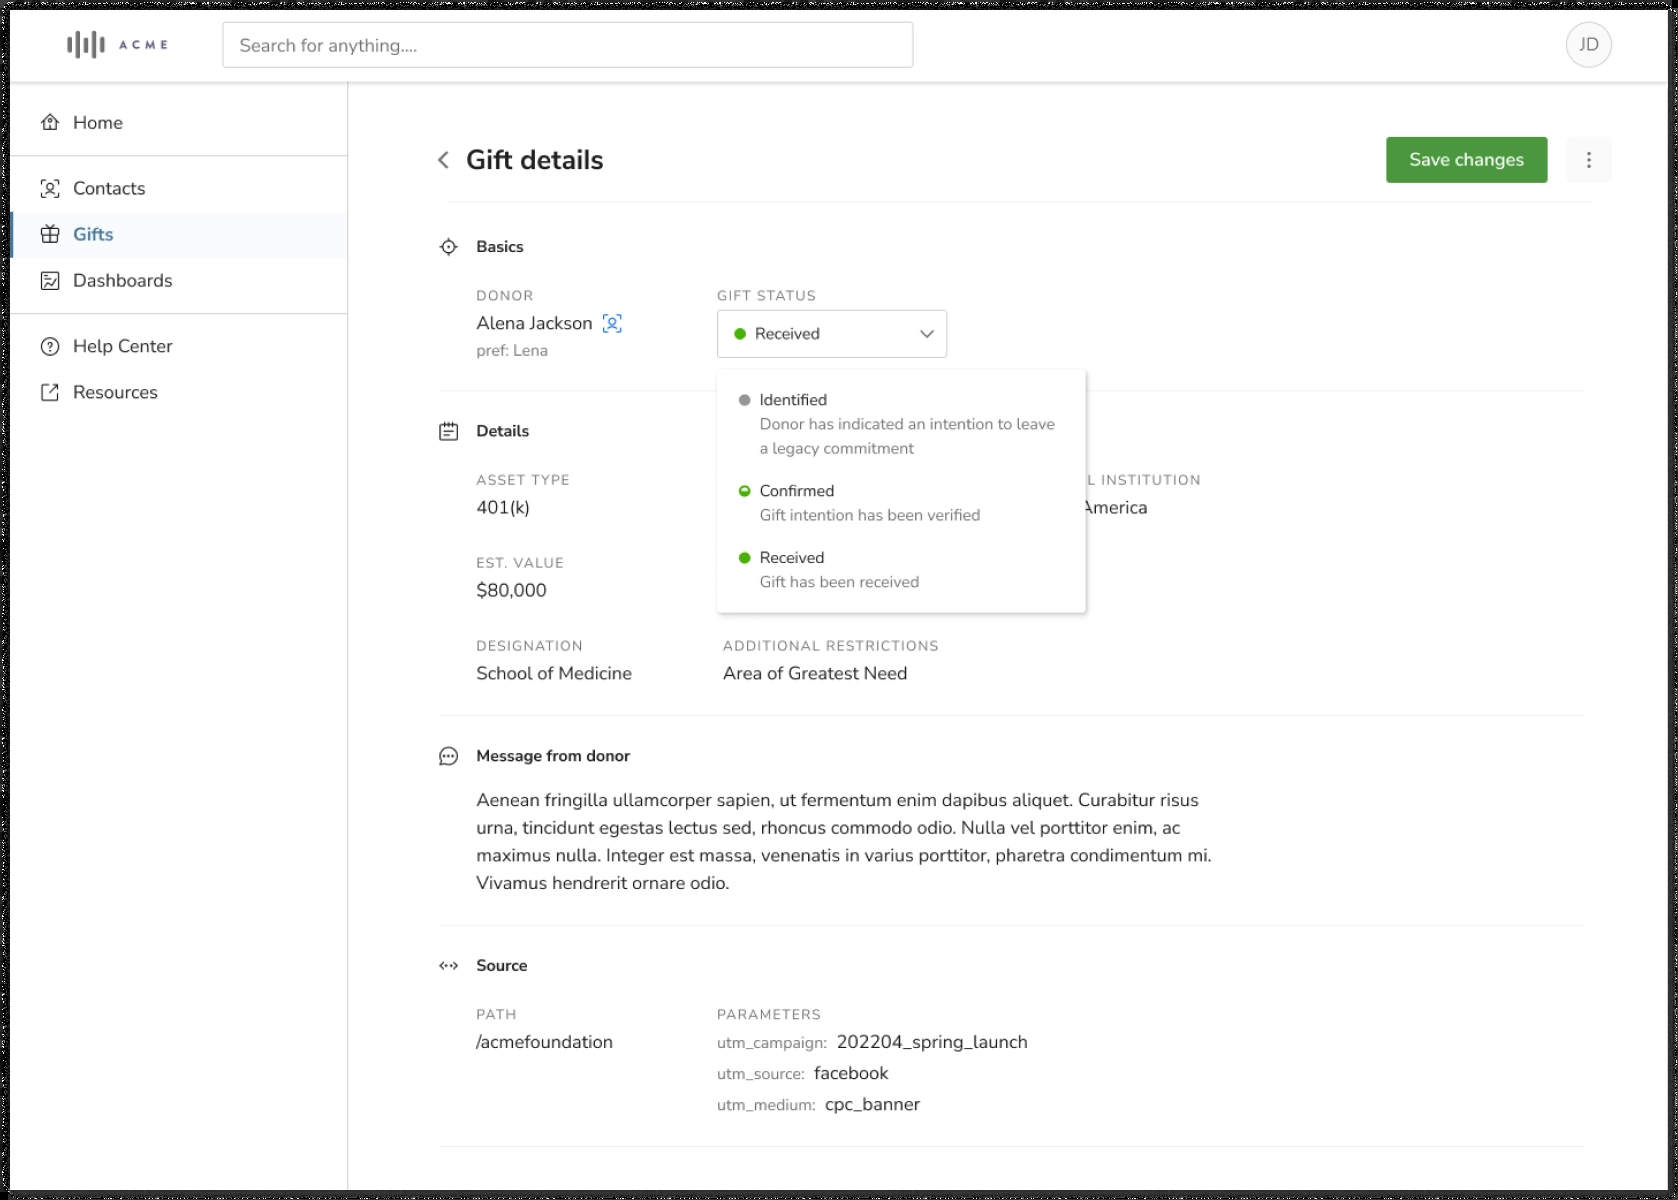 ACME
Search for anything....
JD
Home
Contacts
Gifts
Dashboards
Help Center
Resources
Gift details
Save changes
Basics
DONOR
Alena Jackson
pref: Lena
GIFT STATUS
Received
Identified
Donor has indicated an intention to leave
a legacy commitment
Confirmed
Gift intention has been verified
Received
Gift has been received
Details
ASSET TYPE
401(k)
L INSTITUTION
America
EST. VALUE
$80,000
DESIGNATION
School of Medicine
ADDITIONAL RESTRICTIONS
Area of Greatest Need
Message from donor
Aenean fringilla ullamcorper sapien, ut fermentum enim dapibus aliquet. Curabitur risus
urna, tincidunt egestas lectus sed, rhoncus commodo odio. Nulla vel porttitor enim, ac
maximus nulla. Integer est massa, venenatis in varius porttitor, pharetra condimentum mi.
Vivamus hendrerit ornare odio.
Source
PATH
/acmefoundation
PARAMETERS
utm_campaign: 202204_spring_launch
utm_source: facebook
utm_medium: cpc_banner